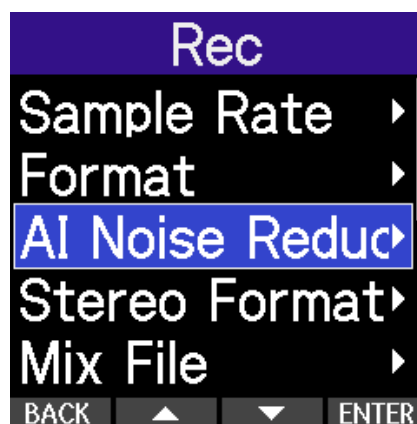 Rec
Sample Rate
Format
AI Noise Reduc
Stereo Format
Mix File
BACK ENTER